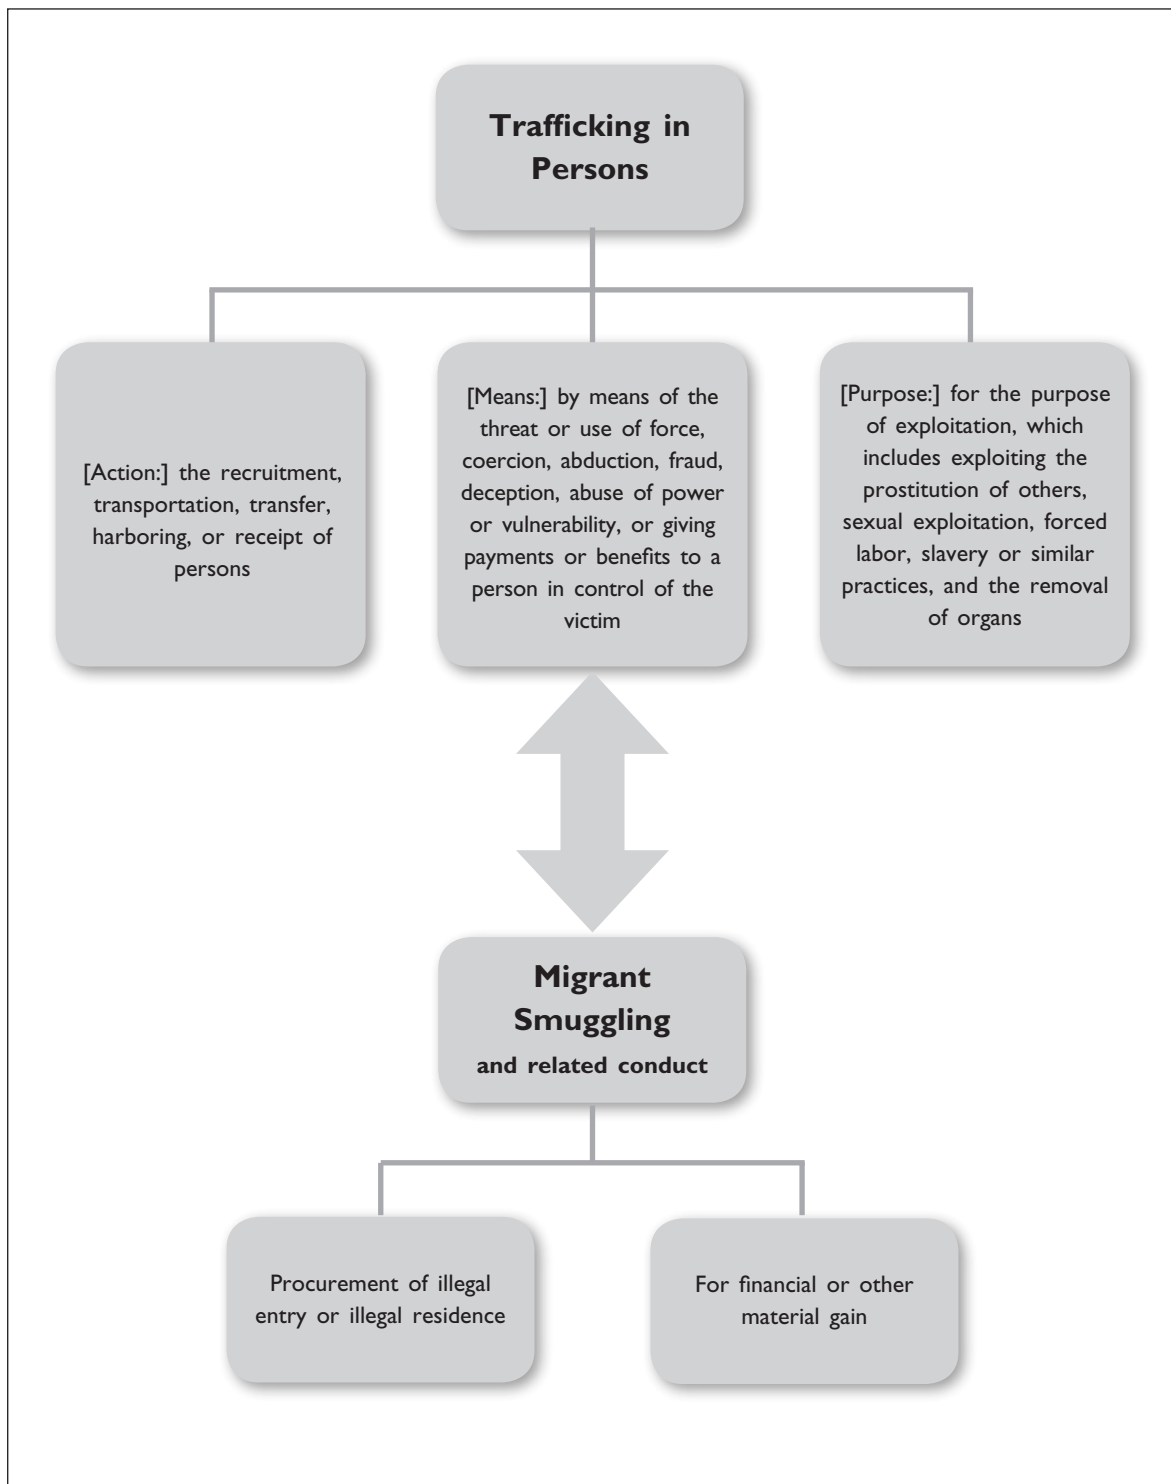 Trafficking in
Persons
[Action:] the recruitment,
transportation, transfer,
harboring, or receipt of
persons
[Means:] by means of the
threat or use of force,
coercion, abduction, fraud,
deception, abuse of power
or vulnerability, or giving
payments or benefits to a
person in control of the
victim
[Purpose:] for the purpose
of exploitation, which
includes exploiting the
prostitution of others,
sexual exploitation, forced
labor, slavery or similar
practices, and the removal
of organs
Migrant
Smuggling
and related conduct
Procurement of illegal
entry or illegal residence
For financial or other
material gain